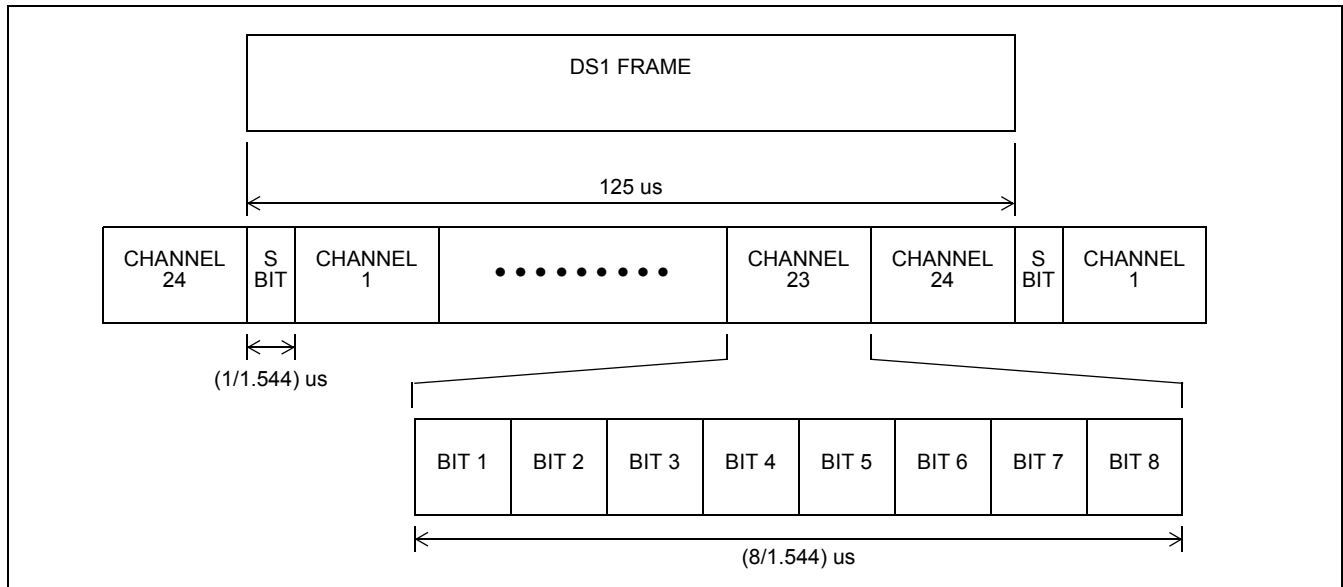 DS1 FRAME
125 us
CHANNEL
24
S
BIT
CHANNEL
1
CHANNEL
23
CHANNEL
24
S
BIT
CHANNEL
1
(1/1.544) us
BIT 1
BIT 2
BIT 3
BIT 4
BIT 5
BIT 6
BIT 7
BIT 8
(8/1.544) us